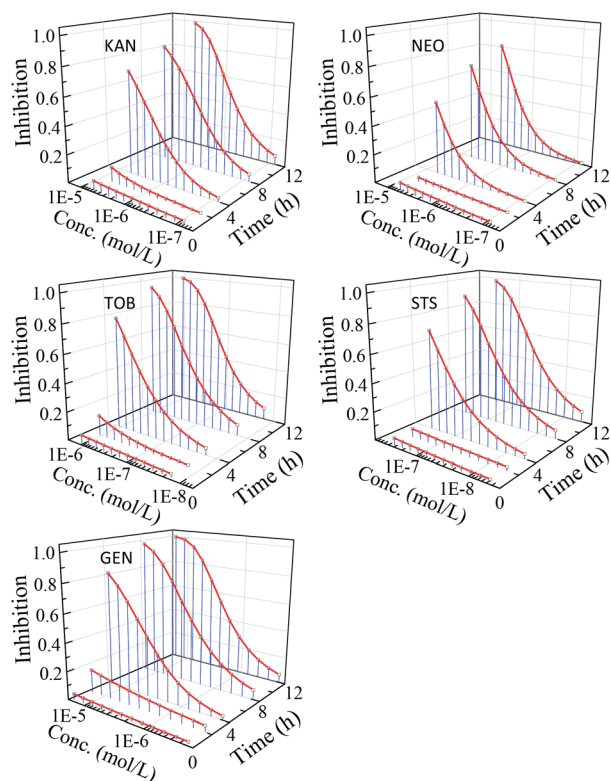 KAN
1.0
0.8
0.6
0.4
0.2
Inhibition
1E-5
1E-6
1E-7
Conc. (mol/L)
0
4
8
12
Time (h)
NEO
1.0
0.8
0.6
0.4
0.2
Inhibition
1E-5
1E-6
1E-7
Conc. (mol/L)
0
4
8
12
Time (h)
TOB
1.0
0.8
0.6
0.4
0.2
Inhibition
1E-6
1E-7
1E-8
Conc. (mol/L)
0
4
8
12
Time (h)
STS
1.0
0.8
0.6
0.4
0.2
Inhibition
1E-7
1E-8
Conc. (mol/L)
0
4
8
12
Time (h)
GEN
1.0
0.8
0.6
0.4
0.2
Inhibition
1E-5
1E-6
Conc. (mol/L)
0
4
8
12
Time (h)